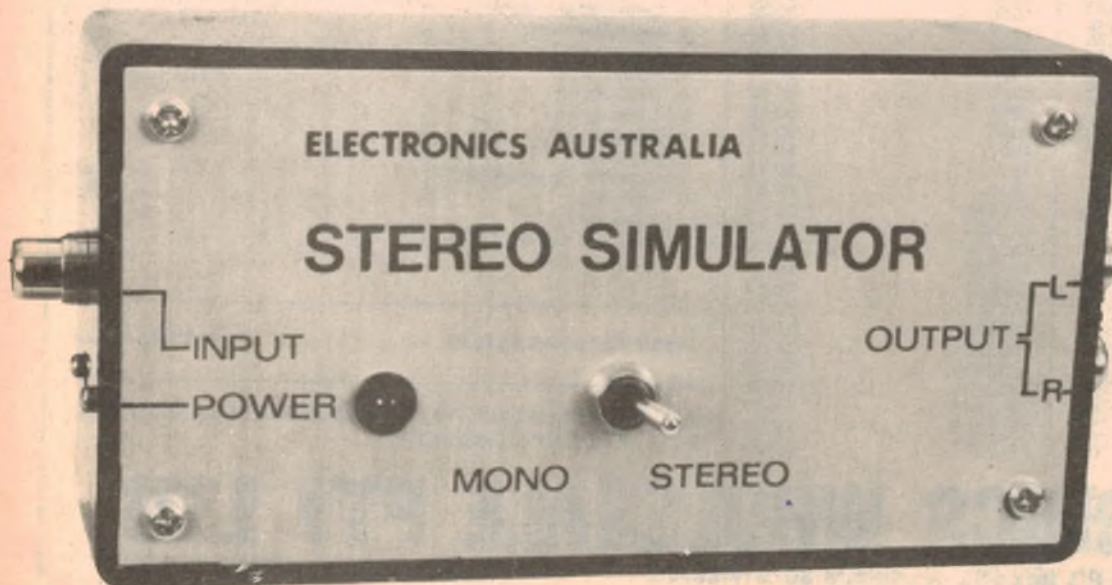 ELECTRONICS AUSTRALIA
STEREO SIMULATOR
L
INPUT
OUTPUT
POWER
R
MONO STEREO